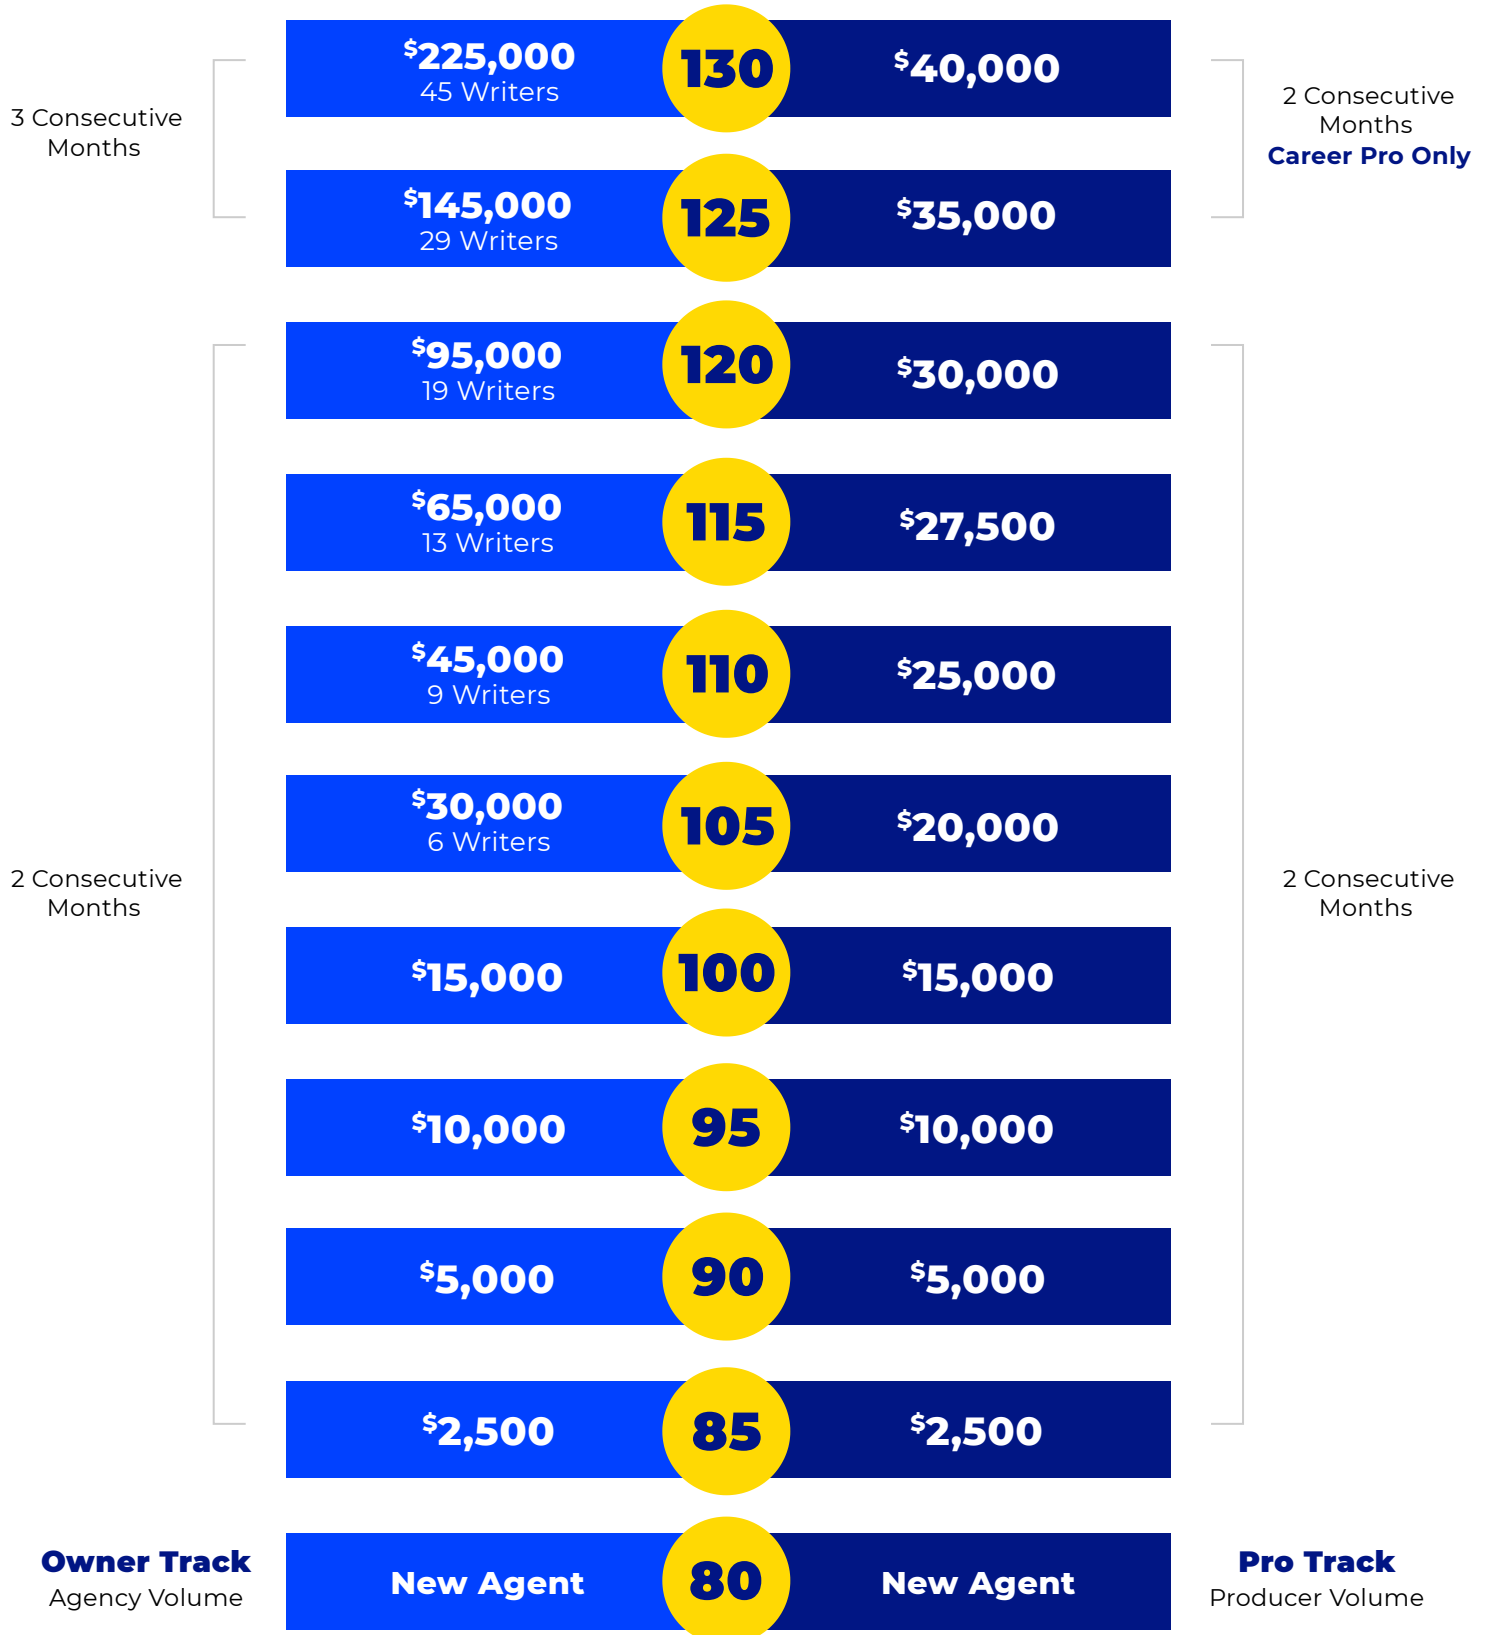 $225,000
45 Writers
130
$40,000
3 Consecutive
Months
2 Consecutive
Months
Career Pro Only
$145,000
29 Writers
125
$35,000
$95,000
19 Writers
120
$30,000
$65,000
13 Writers
115
$27,500
$45,000
9 Writers
110
$25,000
$30,000
6 Writers
105
$20,000
2 Consecutive
Months
2 Consecutive
Months
$15,000
100
$15,000
$10,000
95
$10,000
$5,000
90
$5,000
$2,500
85
$2,500
Owner Track
Agency Volume
New Agent
80
New Agent
Pro Track
Producer Volume